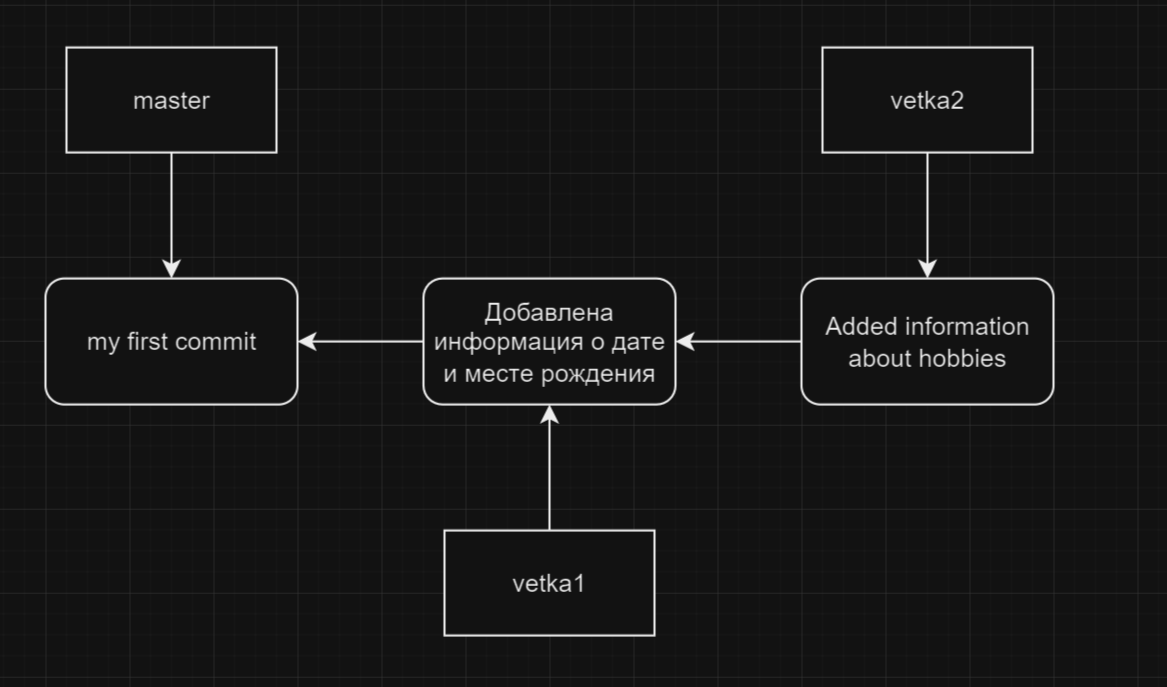 master
vetka2
my first commit
Добавлена
информация о дате
и месте рождения
Added information
about hobbies
vetka1